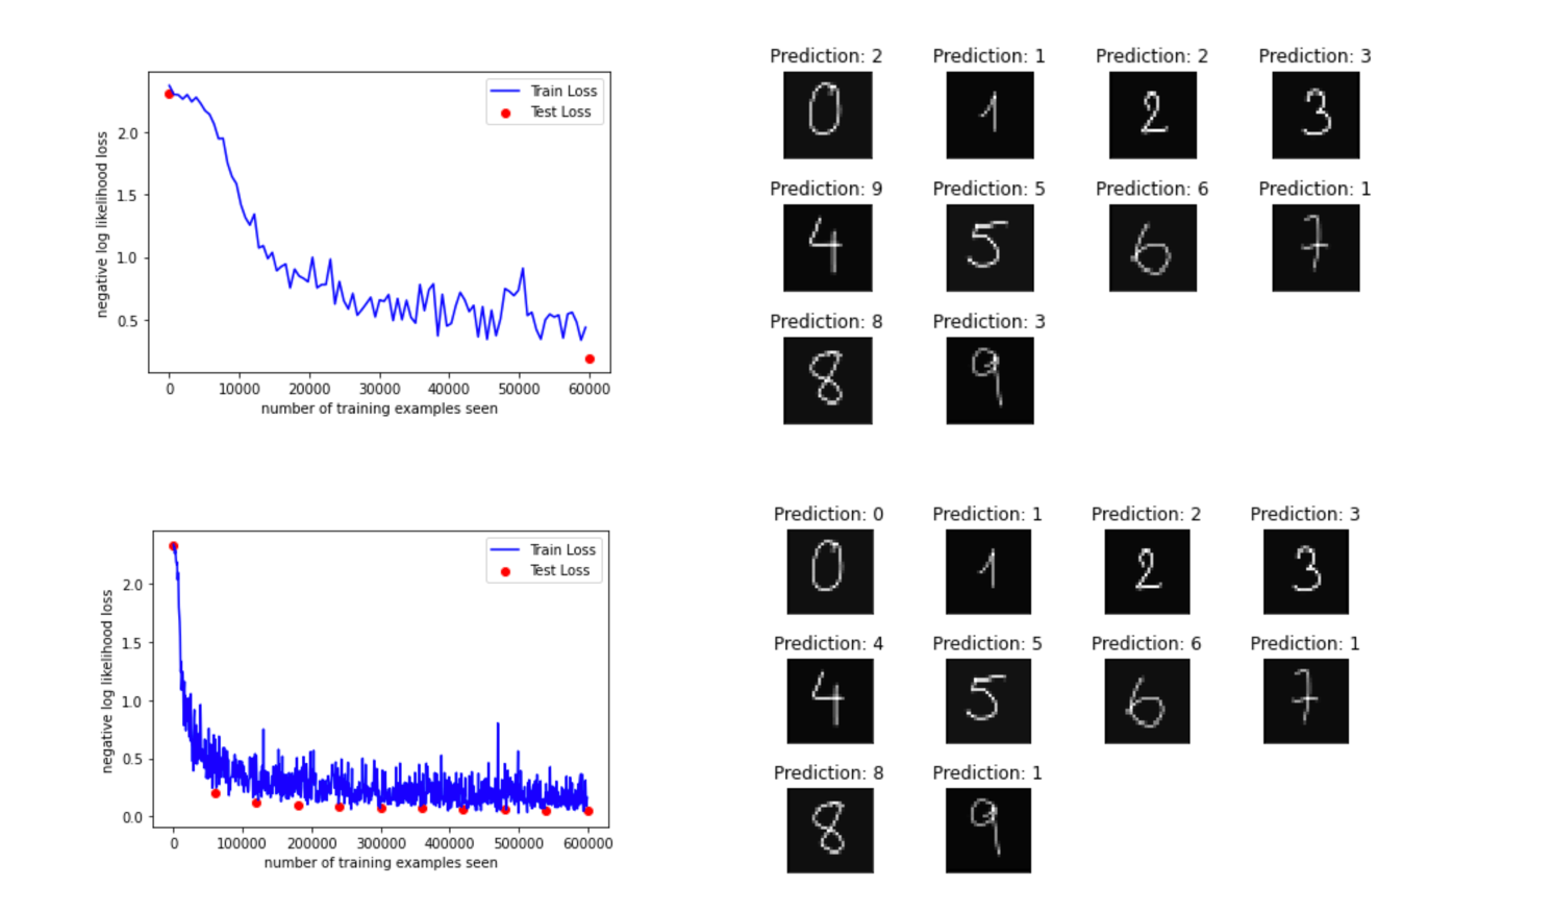 Prediction: 2 Prediction: 1 Prediction: 2 Prediction: 3
0 1 2 3
Prediction: 9 Prediction: 5 Prediction: 6 Prediction: 1
4 5 6 7
Prediction: 8 Prediction: 3
8 9
Train Loss
Test Loss
negative log likelihood loss
2.0
1.5
1.0
0.5
0 10000 20000 30000 40000 50000 60000
number of training examples seen
Prediction: 0 Prediction: 1 Prediction: 2 Prediction: 3
0 1 2 3
Prediction: 4 Prediction: 5 Prediction: 6 Prediction: 1
4 5 6 7
Prediction: 8 Prediction: 1
8 9
Train Loss
Test Loss
negative log likelihood loss
2.0
1.5
1.0
0.5
0.0
0 100000 200000 300000 400000 500000 600000
number of training examples seen